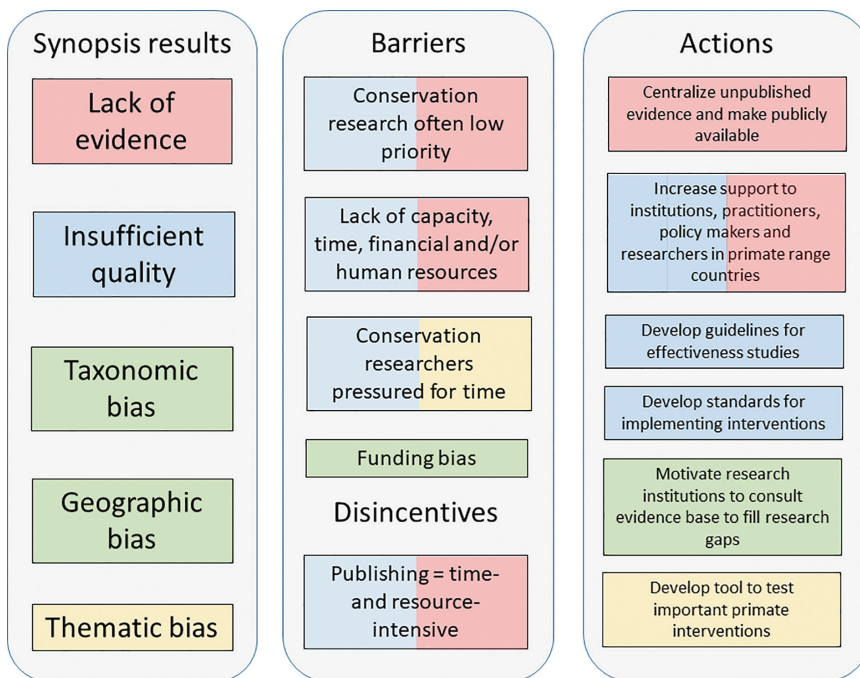 Synopsis results
Lack of
evidence
Insufficient
quality
Taxonomic
bias
Geographic
bias
Thematic bias
Barriers
Conservation
research often low
priority
Lack of capacity,
time, financial and/or
human resources
Conservation
researchers
pressured for time
Funding bias
Disincentives
Publishing = time-
and resource-
intensive
Actions
Centralize unpublished
evidence and make publicly
available
Increase support to
institutions, practitioners,
policy makers and
researchers in primate range
countries
Develop guidelines for
effectiveness studies
Develop standards for
implementing interventions
Motivate research
institutions to consult
evidence base to fill research
gaps
Develop tool to test
important primate
interventions